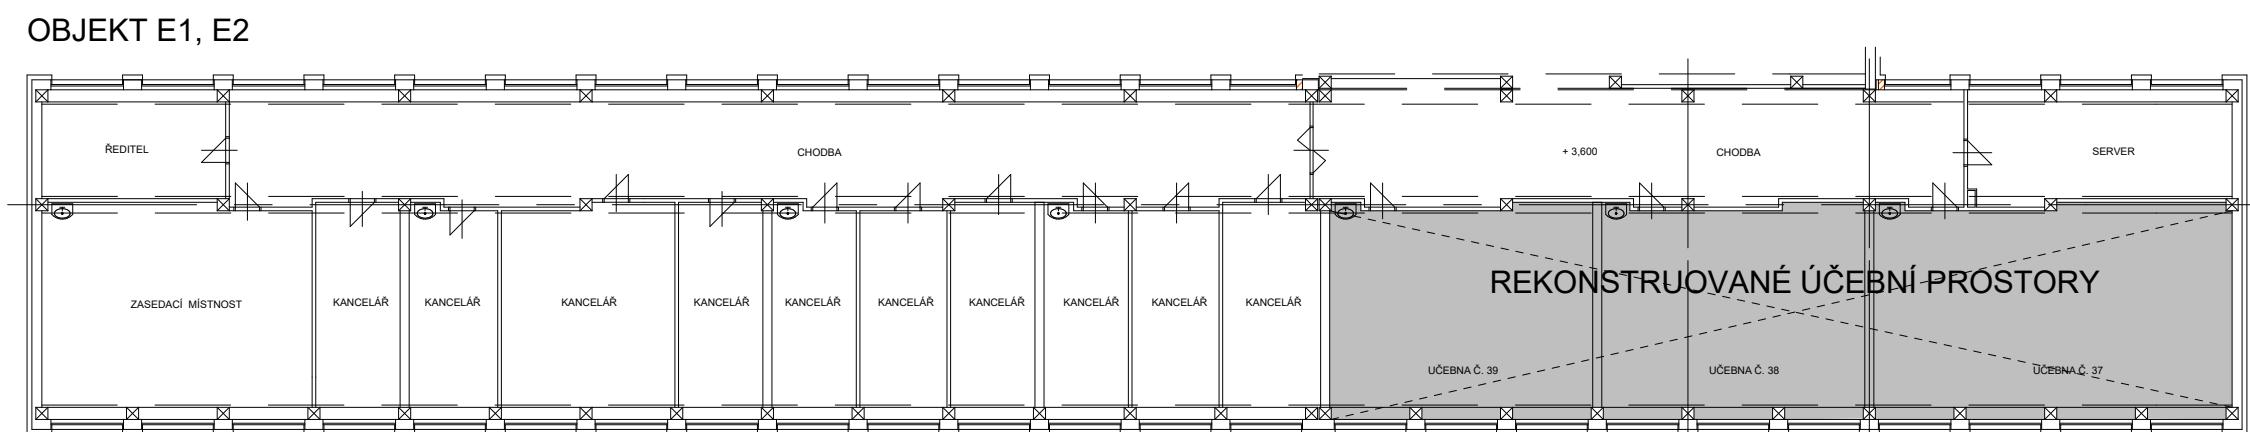 OBJEKT E1, E2
ŘEDITEL
CHODBA
+ 3,600
CHODBA
SERVER
ZASEDACÍ MÍSTNOST
KANCELÁŘ
KANCELÁŘ
KANCELÁŘ
KANCELÁŘ
KANCELÁŘ
KANCELÁŘ
KANCELÁŘ
KANCELÁŘ
KANCELÁŘ
KANCELÁŘ
REKONSTRUOVANÉ ÚČEBNÍ PROSTORY
UČEBNA Č. 39
UČEBNA Č. 38
UČEBNA Č. 37